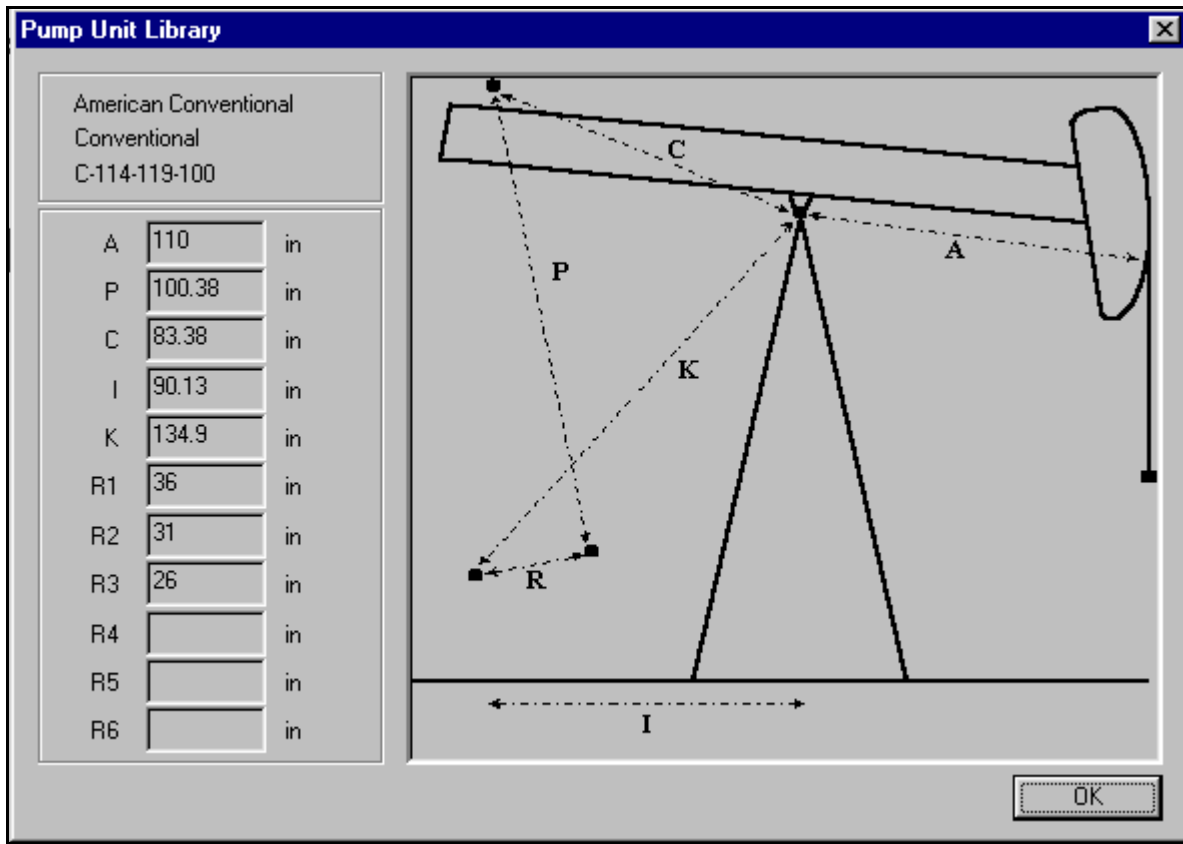 Pump Unit Library
American Conventional
Conventional
C-114-119-100
A 110 in
P 100.38 in
C 83.38 in
I 90.13 in
K 134.9 in
R1 36 in
R2 31 in
R3 26 in
R4 in
R5 in
R6 in
C
A
P
K
R
I
OK